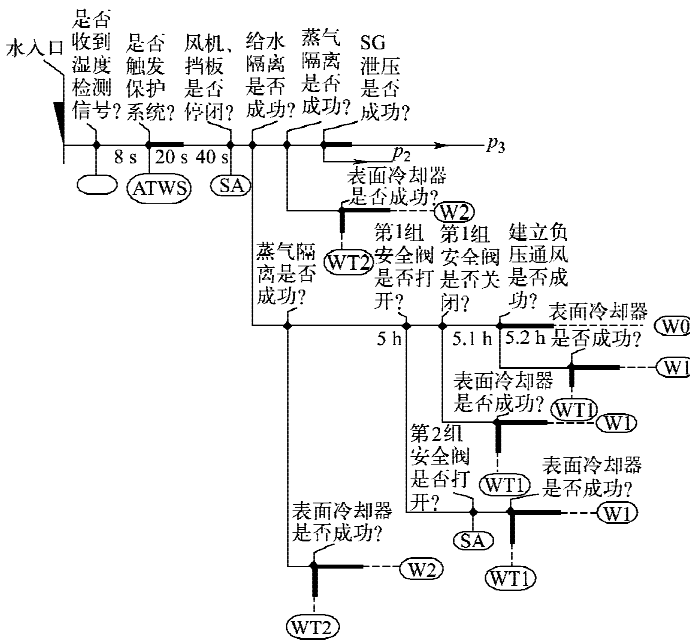 水入口
是否
收到
湿度
检测
信号?
是否
触发
保护
系统?
风机、
挡板
是否
停闭?
给水
隔离
是否
成功?
蒸气
隔离
是否
成功?
SG
泄压
是否
成功?
8 s
20 s
40 s
p2
p3
ATWS
SA
表面冷却器
是否成功?
W2
WT2
蒸气隔
离是否
成功?
第1组
安全阀
是否打
开?
第1组
安全阀
是否关
闭?
建立负
压通风
是否成
功?
5 h
5.1 h
5.2 h
表面冷却器
是否成功?
W0
W1
WT1
表面冷却器
是否成功?
W1
WT1
第2组
安全阀
是否打
开?
表面冷却器
是否成功?
W1
SA
WT1
表面冷却器
是否成功?
W2
WT2